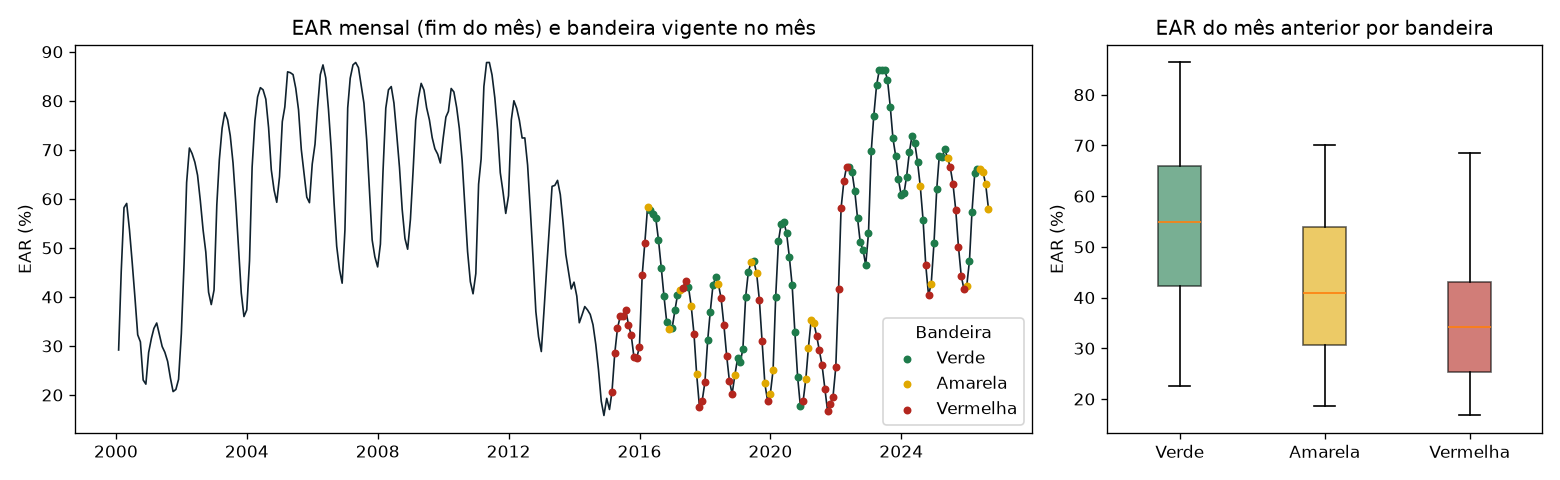 EAR mensal (fim do mês) e bandeira vigente no mês
EAR (%)
90
80
70
60
50
40
30
20
2000
2004
2008
2012
2016
2020
2024
Bandeira
Verde
Amarela
Vermelha
EAR do mês anterior por bandeira
EAR (%)
80
70
60
50
40
30
20
Verde
Amarela
Vermelha